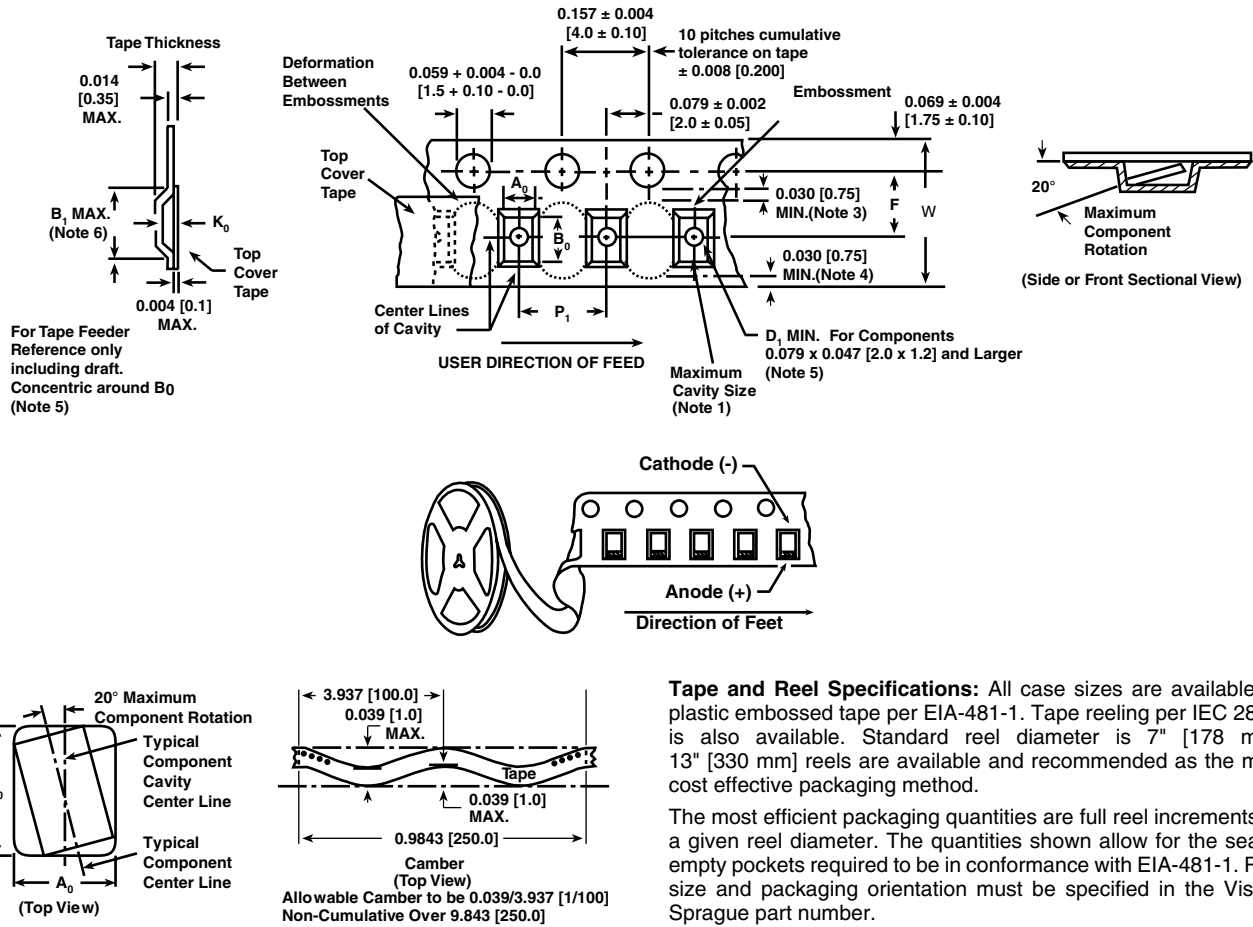 Tape Thickness
0.014
[0.35]
MAX.
B1 MAX.
(Note 6)
K0
Top
Cover
Tape
0.004 [0.1]
MAX.
For Tape Feeder
Reference only
including draft.
Concentric around B0
(Note 5)
0.157 ± 0.004
[4.0 ± 0.10]
10 pitches cumulative
tolerance on tape
± 0.008 [0.200]
Deformation
Between
Embossments
0.059 + 0.004 - 0.0
[1.5 + 0.10 - 0.0]
0.079 ± 0.002
[2.0 ± 0.05]
Embossment
0.069 ± 0.004
[1.75 ± 0.10]
Top
Cover
Tape
A0
B0
0.030 [0.75]
MIN.(Note 3)
F
W
0.030 [0.75]
MIN.(Note 4)
Center Lines
of Cavity
P1
USER DIRECTION OF FEED
Maximum
Cavity Size
(Note 1)
D1 MIN. For Components
0.079 x 0.047 [2.0 x 1.2] and Larger
(Note 5)
20°
Maximum
Component
Rotation
(Side or Front Sectional View)
Cathode (-)
Anode (+)
Direction of Feet
20° Maximum
Component Rotation
Typical
Component
Cavity
Center Line
Typical
Component
Center Line
A0
(Top View)
3.937 [100.0]
0.039 [1.0]
MAX.
Tape
0.039 [1.0]
MAX.
0.9843 [250.0]
Camber
(Top View)
Allowable Camber to be 0.039/3.937 [1/100]
Non-Cumulative Over 9.843 [250.0]
Tape and Reel Specifications: All case sizes are available
plastic embossed tape per EIA-481-1. Tape reeling per IEC 28
is also available. Standard reel diameter is 7" [178 m
13" [330 mm] reels are available and recommended as the m
cost effective packaging method.
The most efficient packaging quantities are full reel increments
a given reel diameter. The quantities shown allow for the sea
empty pockets required to be in conformance with EIA-481-1. R
size and packaging orientation must be specified in the Vis
Sprague part number.